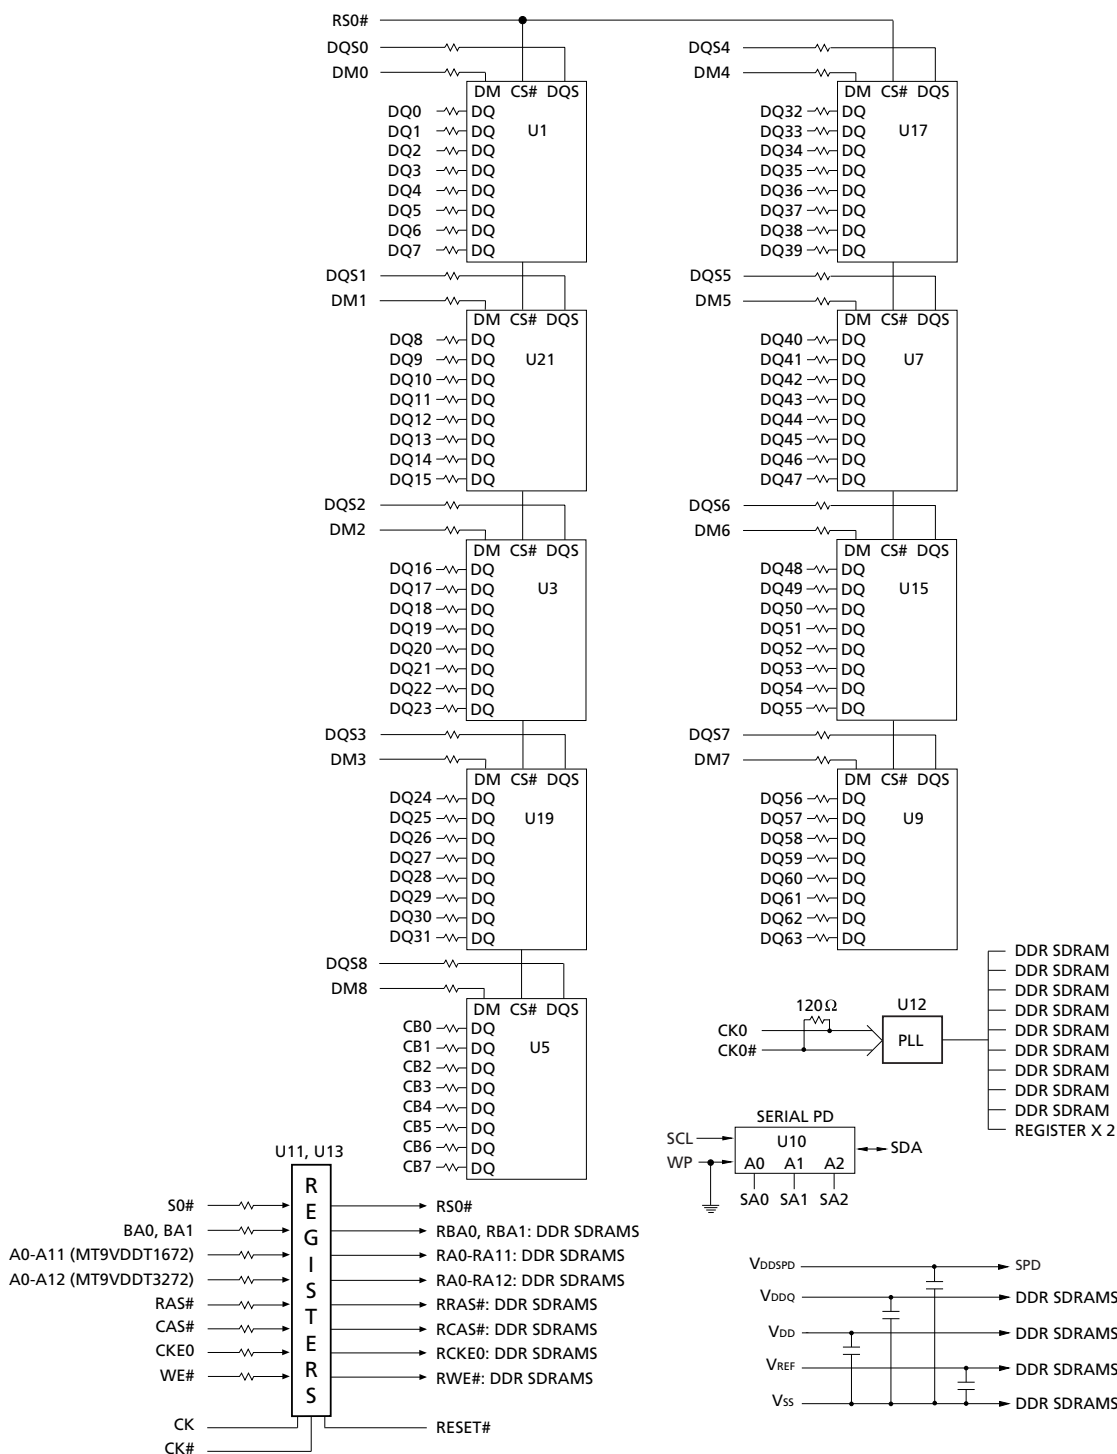 RS0#
DQS0
DM0
DM CS# DQS
U1
DQ0 DQ
DQ1 DQ
DQ2 DQ
DQ3 DQ
DQ4 DQ
DQ5 DQ
DQ6 DQ
DQ7 DQ
DQS1
DM1
DM CS# DQS
U21
DQ8 DQ
DQ9 DQ
DQ10 DQ
DQ11 DQ
DQ12 DQ
DQ13 DQ
DQ14 DQ
DQ15 DQ
DQS2
DM2
DM CS# DQS
U3
DQ16 DQ
DQ17 DQ
DQ18 DQ
DQ19 DQ
DQ20 DQ
DQ21 DQ
DQ22 DQ
DQ23 DQ
DQS3
DM3
DM CS# DQS
U19
DQ24 DQ
DQ25 DQ
DQ26 DQ
DQ27 DQ
DQ28 DQ
DQ29 DQ
DQ30 DQ
DQ31 DQ
DQS8
DM8
DM CS# DQS
U5
CB0 DQ
CB1 DQ
CB2 DQ
CB3 DQ
CB4 DQ
CB5 DQ
CB6 DQ
CB7 DQ
DQS4
DM4
DM CS# DQS
U17
DQ32 DQ
DQ33 DQ
DQ34 DQ
DQ35 DQ
DQ36 DQ
DQ37 DQ
DQ38 DQ
DQ39 DQ
DQS5
DM5
DM CS# DQS
U7
DQ40 DQ
DQ41 DQ
DQ42 DQ
DQ43 DQ
DQ44 DQ
DQ45 DQ
DQ46 DQ
DQ47 DQ
DQS6
DM6
DM CS# DQS
U15
DQ48 DQ
DQ49 DQ
DQ50 DQ
DQ51 DQ
DQ52 DQ
DQ53 DQ
DQ54 DQ
DQ55 DQ
DQS7
DM7
DM CS# DQS
U9
DQ56 DQ
DQ57 DQ
DQ58 DQ
DQ59 DQ
DQ60 DQ
DQ61 DQ
DQ62 DQ
DQ63 DQ
120Ω
U12
CK0
CK0#
PLL
DDR SDRAM
DDR SDRAM
DDR SDRAM
DDR SDRAM
DDR SDRAM
DDR SDRAM
DDR SDRAM
DDR SDRAM
DDR SDRAM
REGISTER X 2
SERIAL PD
SCL
U10
SDA
WP
A0 A1 A2
SA0 SA1 SA2
U11, U13
REGISTERS
S0# RS0#
BA0, BA1 RBA0, RBA1: DDR SDRAMS
A0-A11 (MT9VDDT1672) RA0-RA11: DDR SDRAMS
A0-A12 (MT9VDDT3272) RA0-RA12: DDR SDRAMS
RAS# RRAS#: DDR SDRAMS
CAS# RCAS#: DDR SDRAMS
CKE0 RCKE0: DDR SDRAMS
WE# RWE#: DDR SDRAMS
CK RESET#
CK#
VDDSPD SPD
VDDQ DDR SDRAMS
VDD DDR SDRAMS
VREF DDR SDRAMS
VSS DDR SDRAMS